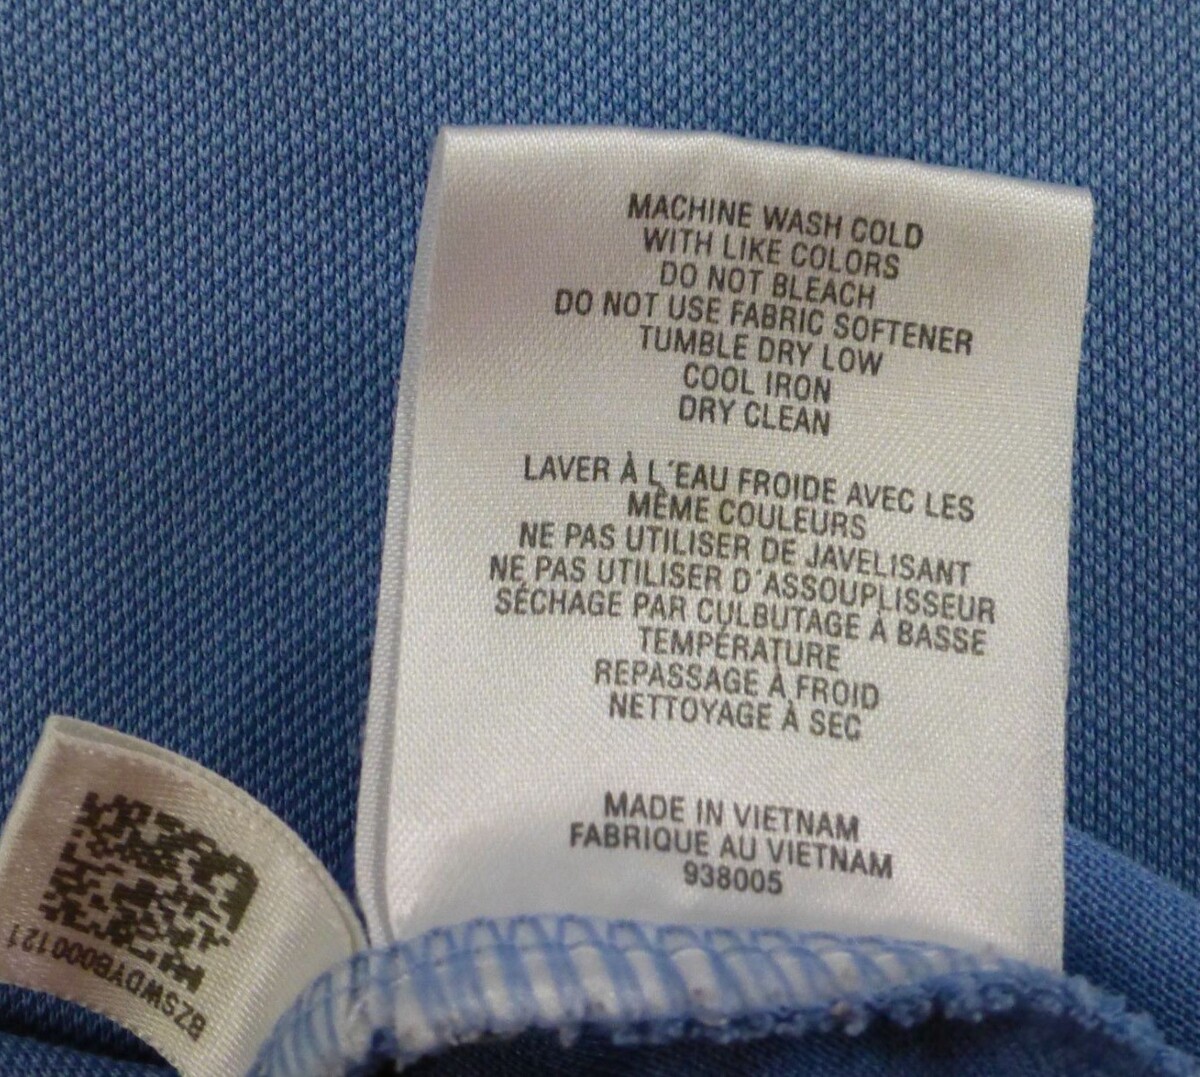 MACHINE WASH COLD
WITH LIKE COLORS
DO NOT BLEACH
DO NOT USE FABRIC SOFTENER
TUMBLE DRY LOW
COOL IRON
DRY CLEAN
LAVER À L'EAU FROIDE AVEC LES
MÊME COULEURS
NE PAS UTILISER DE JAVELISANT
NE PAS UTILISER D'ASSOUPLISSEUR
SÉCHAGE PAR CULBUTAGE À BASSE
TEMPÉRATURE
REPASSAGE À FROID
NETTOYAGE À SEC
MADE IN VIETNAM
FABRIQUE AU VIETNAM
938005
BZSWDYB000121